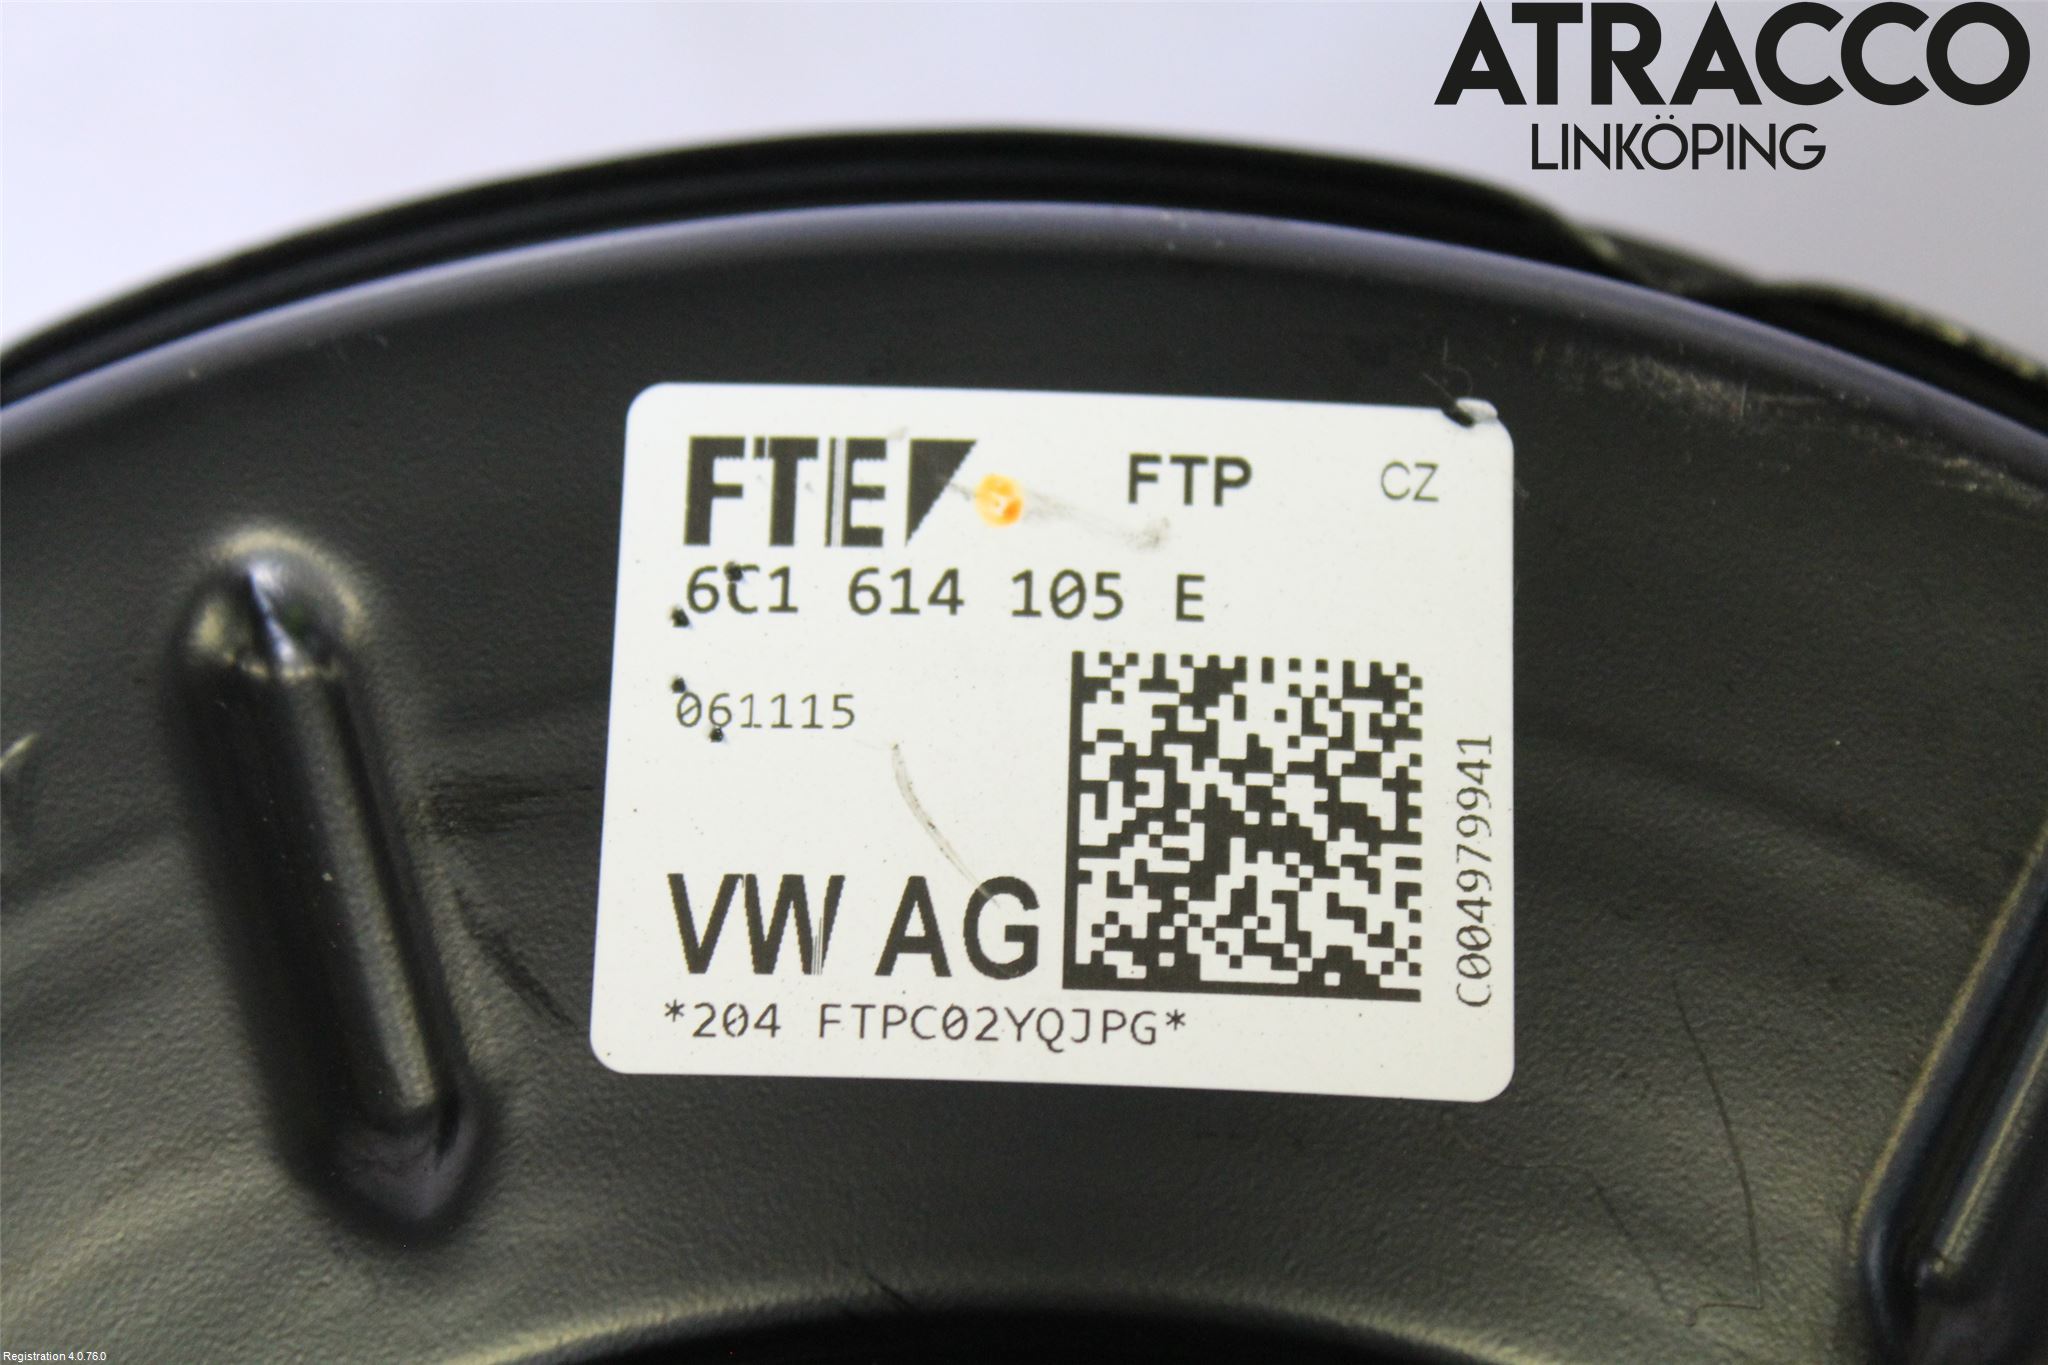 ATRACCO
LINKÖPING
FTE FTP CZ
6C1 614 105 E
061115
VW AG
*204 FTPC02YQJPG*
C004979941
Registration 4.0.76.0